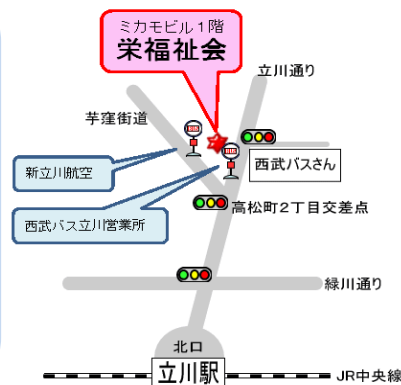 ミカモビル1階
栄福祉会
立川通り
芋窪街道
新立川航空
西武バスさん
西武バス立川営業所
高松町2丁目交差点
緑川通り
北口
立川駅
JR中央線